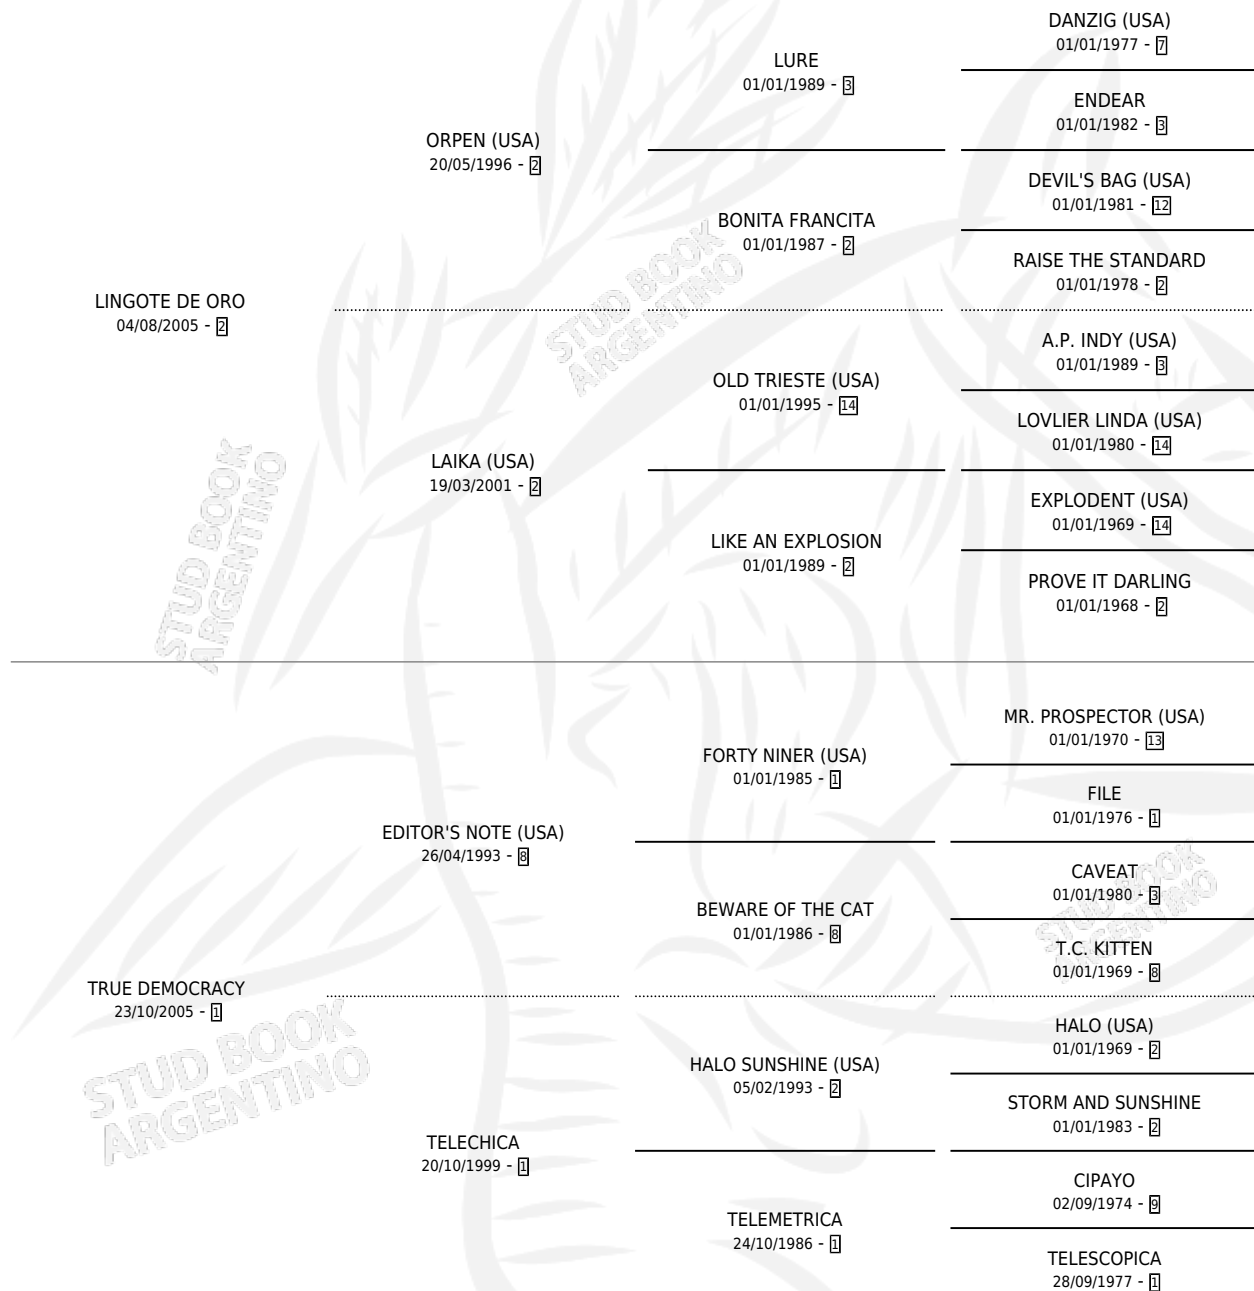 DANZIG (USA)
01/01/1977 - 7
LURE
01/01/1989 - 3
ENDEAR
01/01/1982 - 3
ORPEN (USA)
20/05/1996 - 2
DEVIL'S BAG (USA)
01/01/1981 - 12
BONITA FRANCITA
01/01/1987 - 2
RAISE THE STANDARD
01/01/1978 - 2
LINGOTE DE ORO
04/08/2005 - 2
A.P. INDY (USA)
01/01/1989 - 3
OLD TRIESTE (USA)
01/01/1995 - 14
LOVLIER LINDA (USA)
01/01/1980 - 14
LAIKA (USA)
19/03/2001 - 2
EXPLODENT (USA)
01/01/1969 - 14
LIKE AN EXPLOSION
01/01/1989 - 2
PROVE IT DARLING
01/01/1968 - 2
MR. PROSPECTOR (USA)
01/01/1970 - 13
FORTY NINER (USA)
01/01/1985 - 1
FILE
01/01/1976 - 1
EDITOR'S NOTE (USA)
26/04/1993 - 8
CAVEAT
01/01/1980 - 3
BEWARE OF THE CAT
01/01/1986 - 8
T.C. KITTEN
01/01/1969 - 8
TRUE DEMOCRACY
23/10/2005 - 1
HALO (USA)
01/01/1969 - 2
HALO SUNSHINE (USA)
05/02/1993 - 2
STORM AND SUNSHINE
01/01/1983 - 2
TELECHICA
20/10/1999 - 1
CIPAYO
02/09/1974 - 9
TELEMETRICA
24/10/1986 - 1
TELESCOPICA
28/09/1977 - 1
STUD BOOK
ARGENTINO
STUD BOOK
ARGENTINO
STUD BOOK
ARGENTINO
STUD BOOK
ARGENTINO